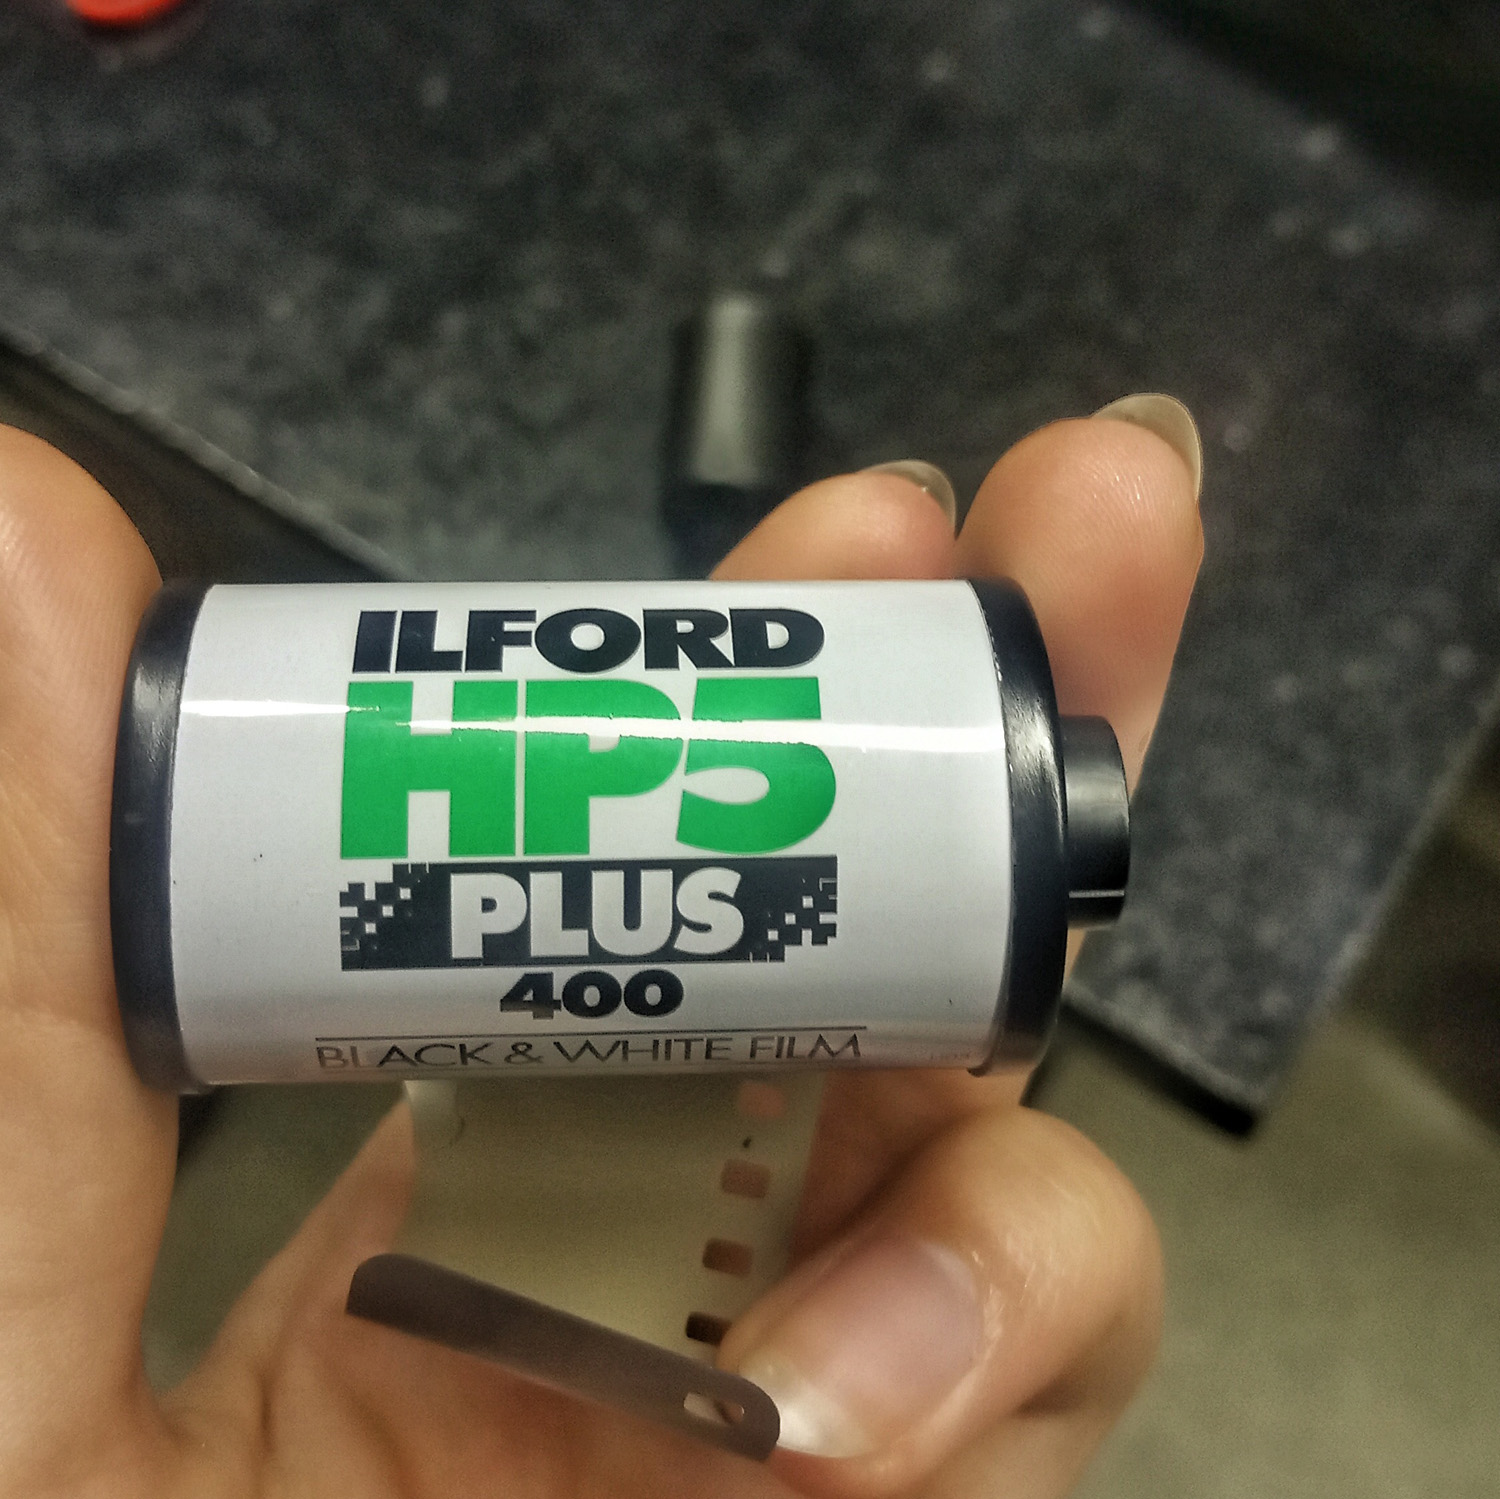 ILFORD
HP5
PLUS
400
BLACK & WHITE FILM